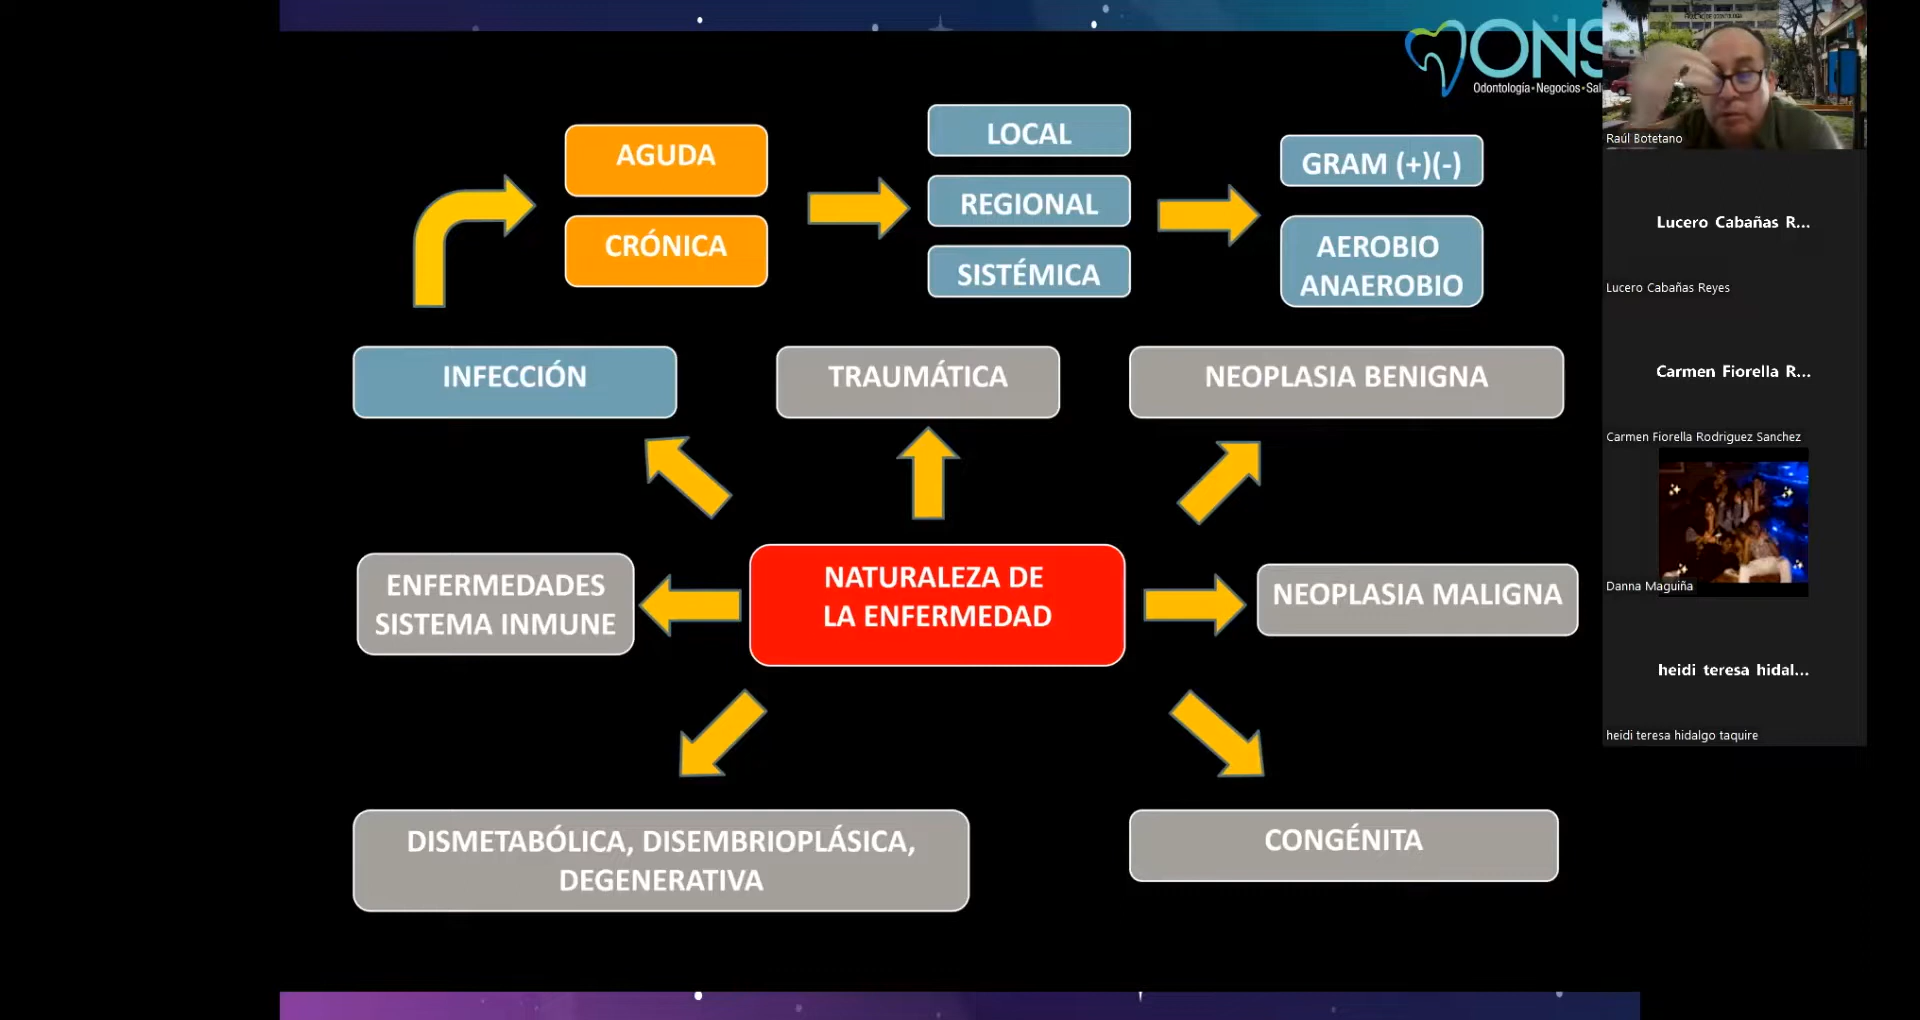 ONS
Odontología•Negocios•Sal
AGUDA
CRÓNICA
LOCAL
REGIONAL
SISTÉMICA
GRAM (+)(-)
AEROBIO
ANAEROBIO
INFECCIÓN
TRAUMÁTICA
NEOPLASIA BENIGNA
ENFERMEDADES
SISTEMA INMUNE
NATURALEZA DE
LA ENFERMEDAD
NEOPLASIA MALIGNA
DISMETABÓLICA, DISEMBRIOPLÁSICA,
DEGENERATIVA
CONGÉNITA
Raúl Botetano
Lucero Cabañas R...
Lucero Cabañas Reyes
Carmen Fiorella R...
Carmen Fiorella Rodriguez Sanchez
Danna Maguiña
heidi teresa hidal...
heidi teresa hidalgo taquire